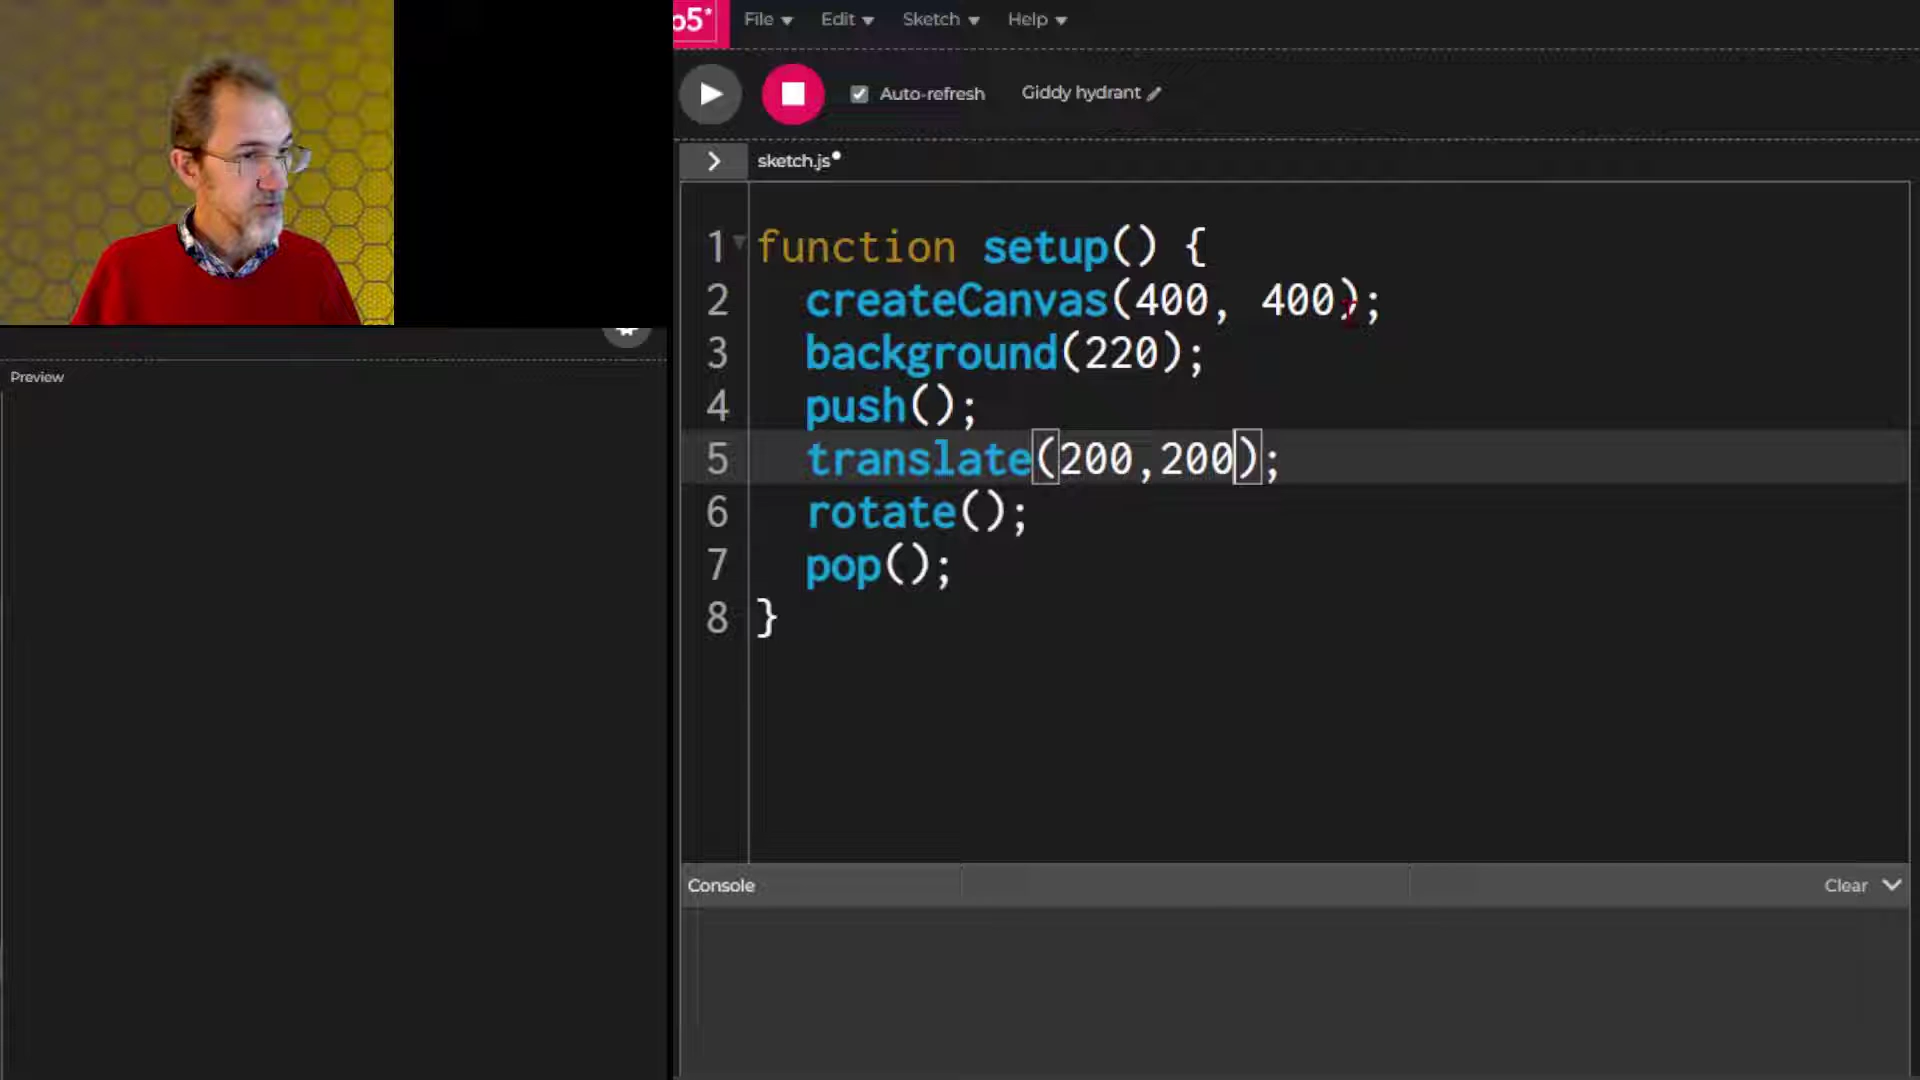 p5*
File
Edit
Sketch
Help
Auto-refresh
Giddy hydrant
sketch.js
Preview
1 function setup() {
2 createCanvas(400, 400);
3 background(220);
4 push();
5 translate(200,200);
6 rotate();
7 pop();
8 }
Console
Clear